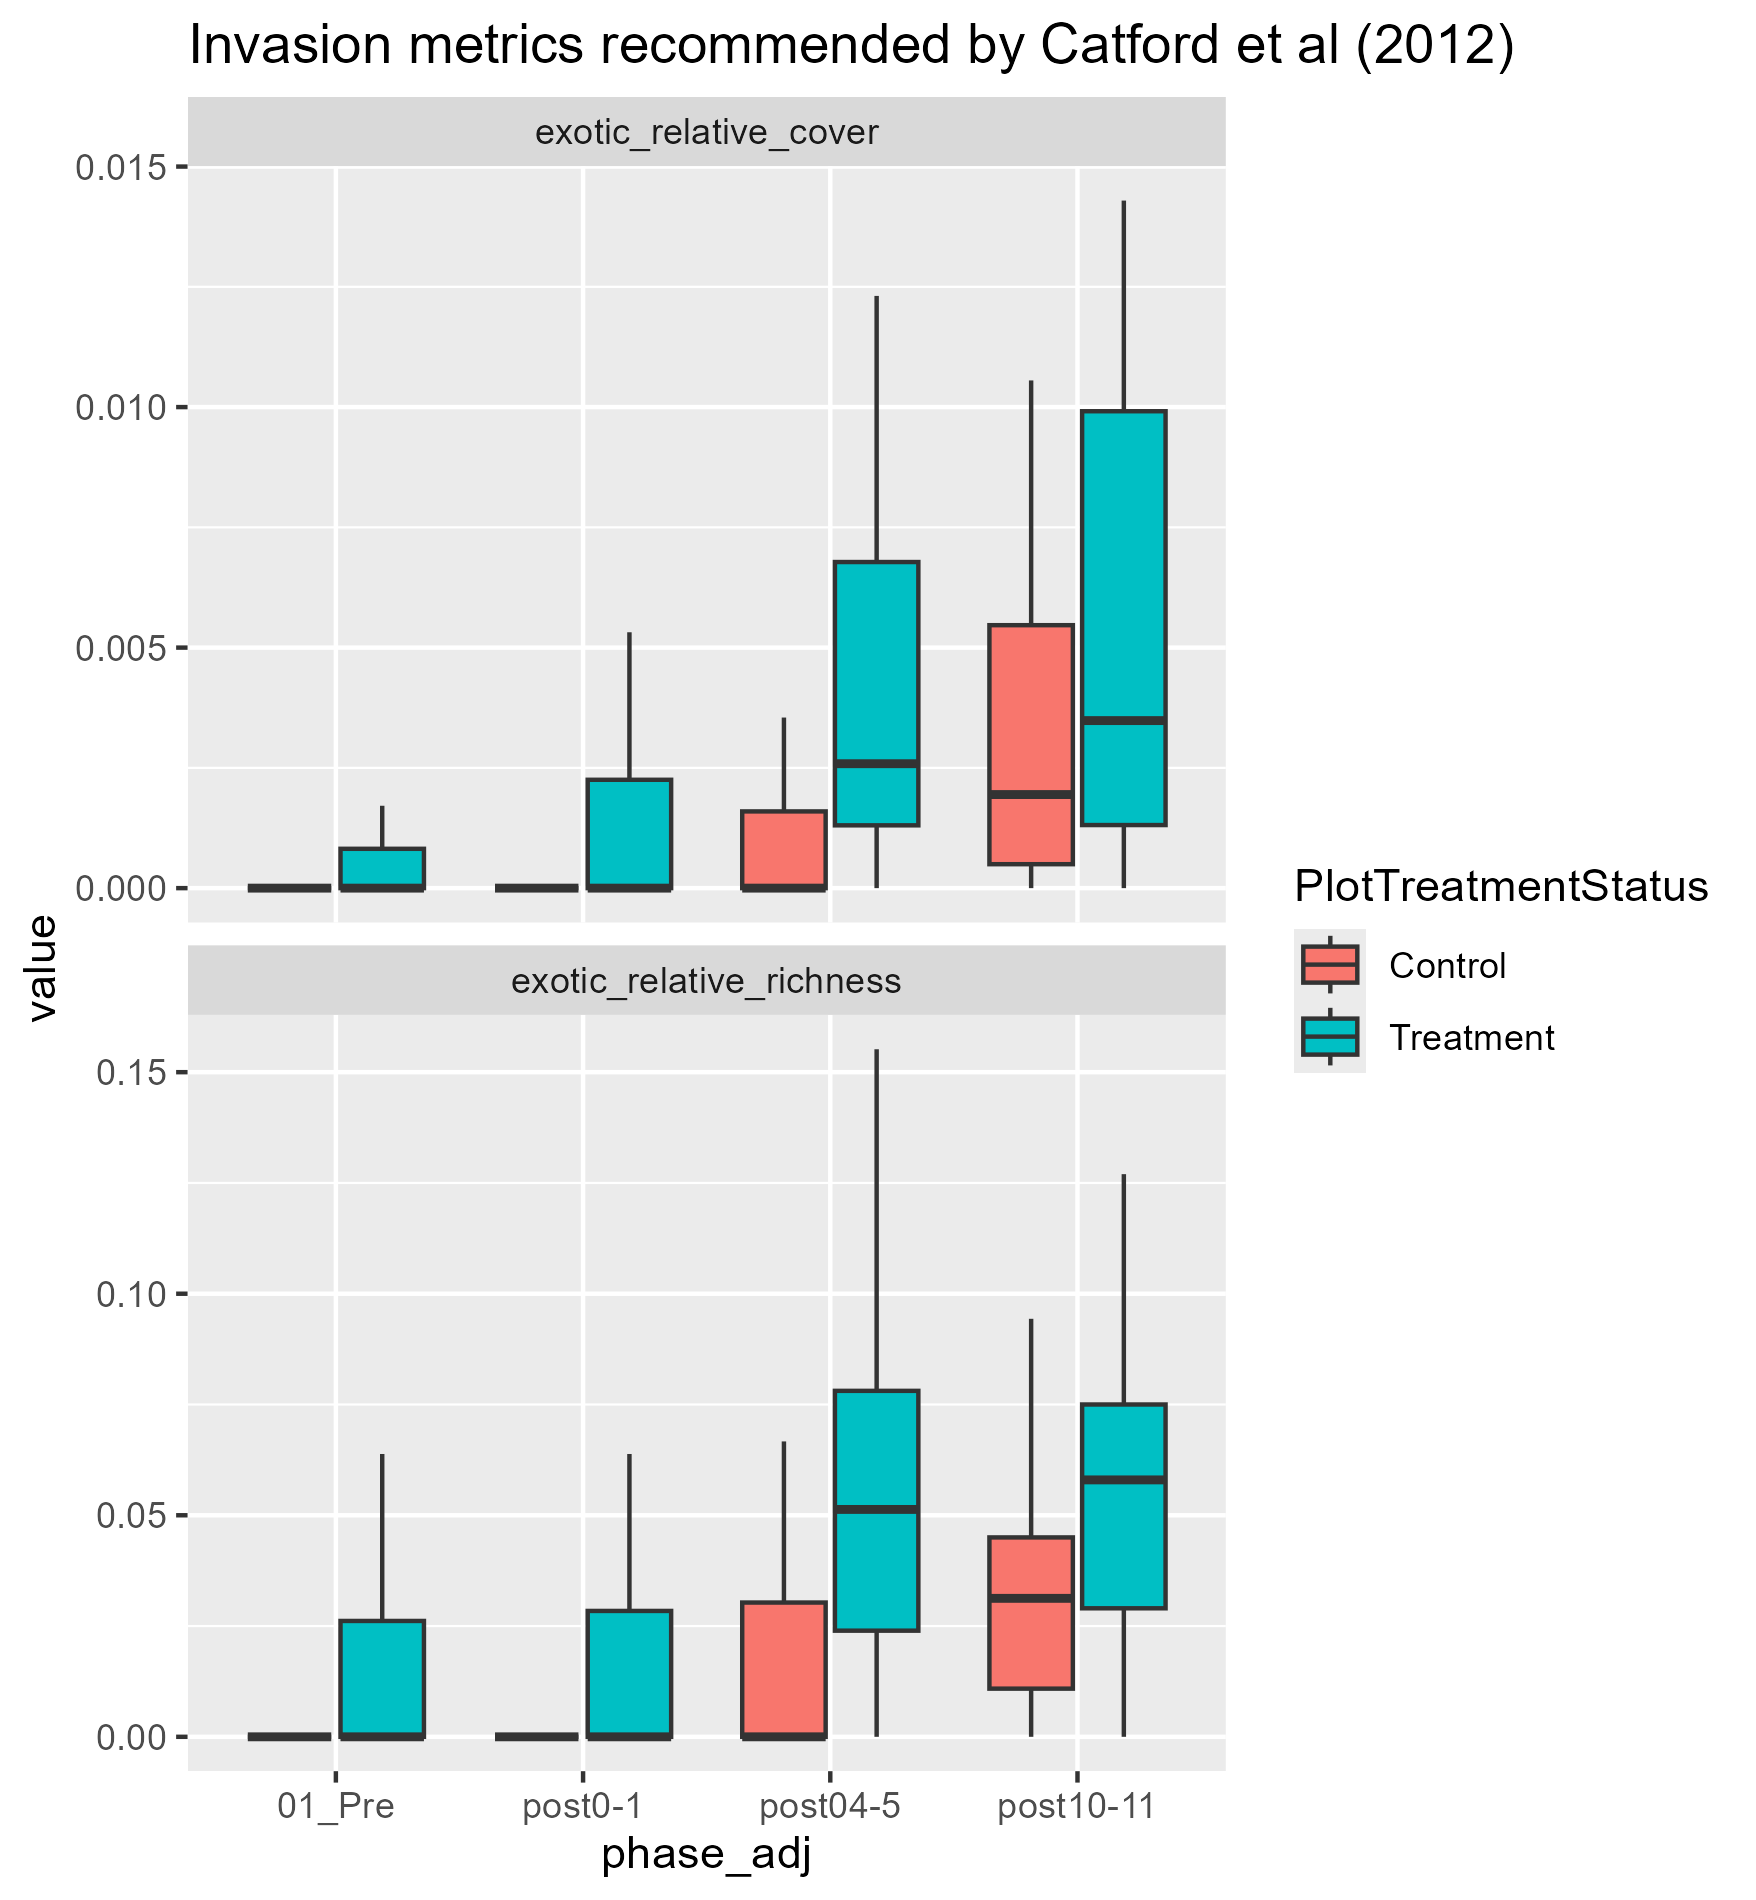 Invasion metrics recommended by Catford et al (2012)
exotic_relative_cover
0.015
0.010
0.005
0.000
value
exotic_relative_richness
0.15
0.10
0.05
0.00
01_Pre
post0-1
post04-5
post10-11
phase_adj
PlotTreatmentStatus
Control
Treatment